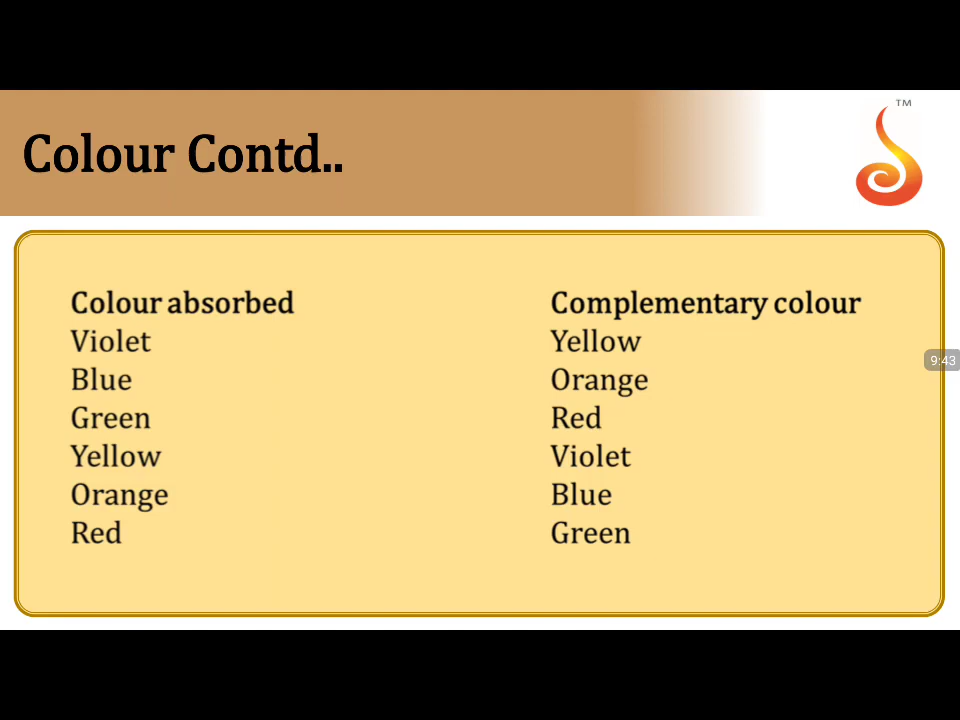 TM
Colour Contd..
Colour absorbed Complementary colour
Violet Yellow
Blue Orange
Green Red
Yellow Violet
Orange Blue
Red Green
9:43